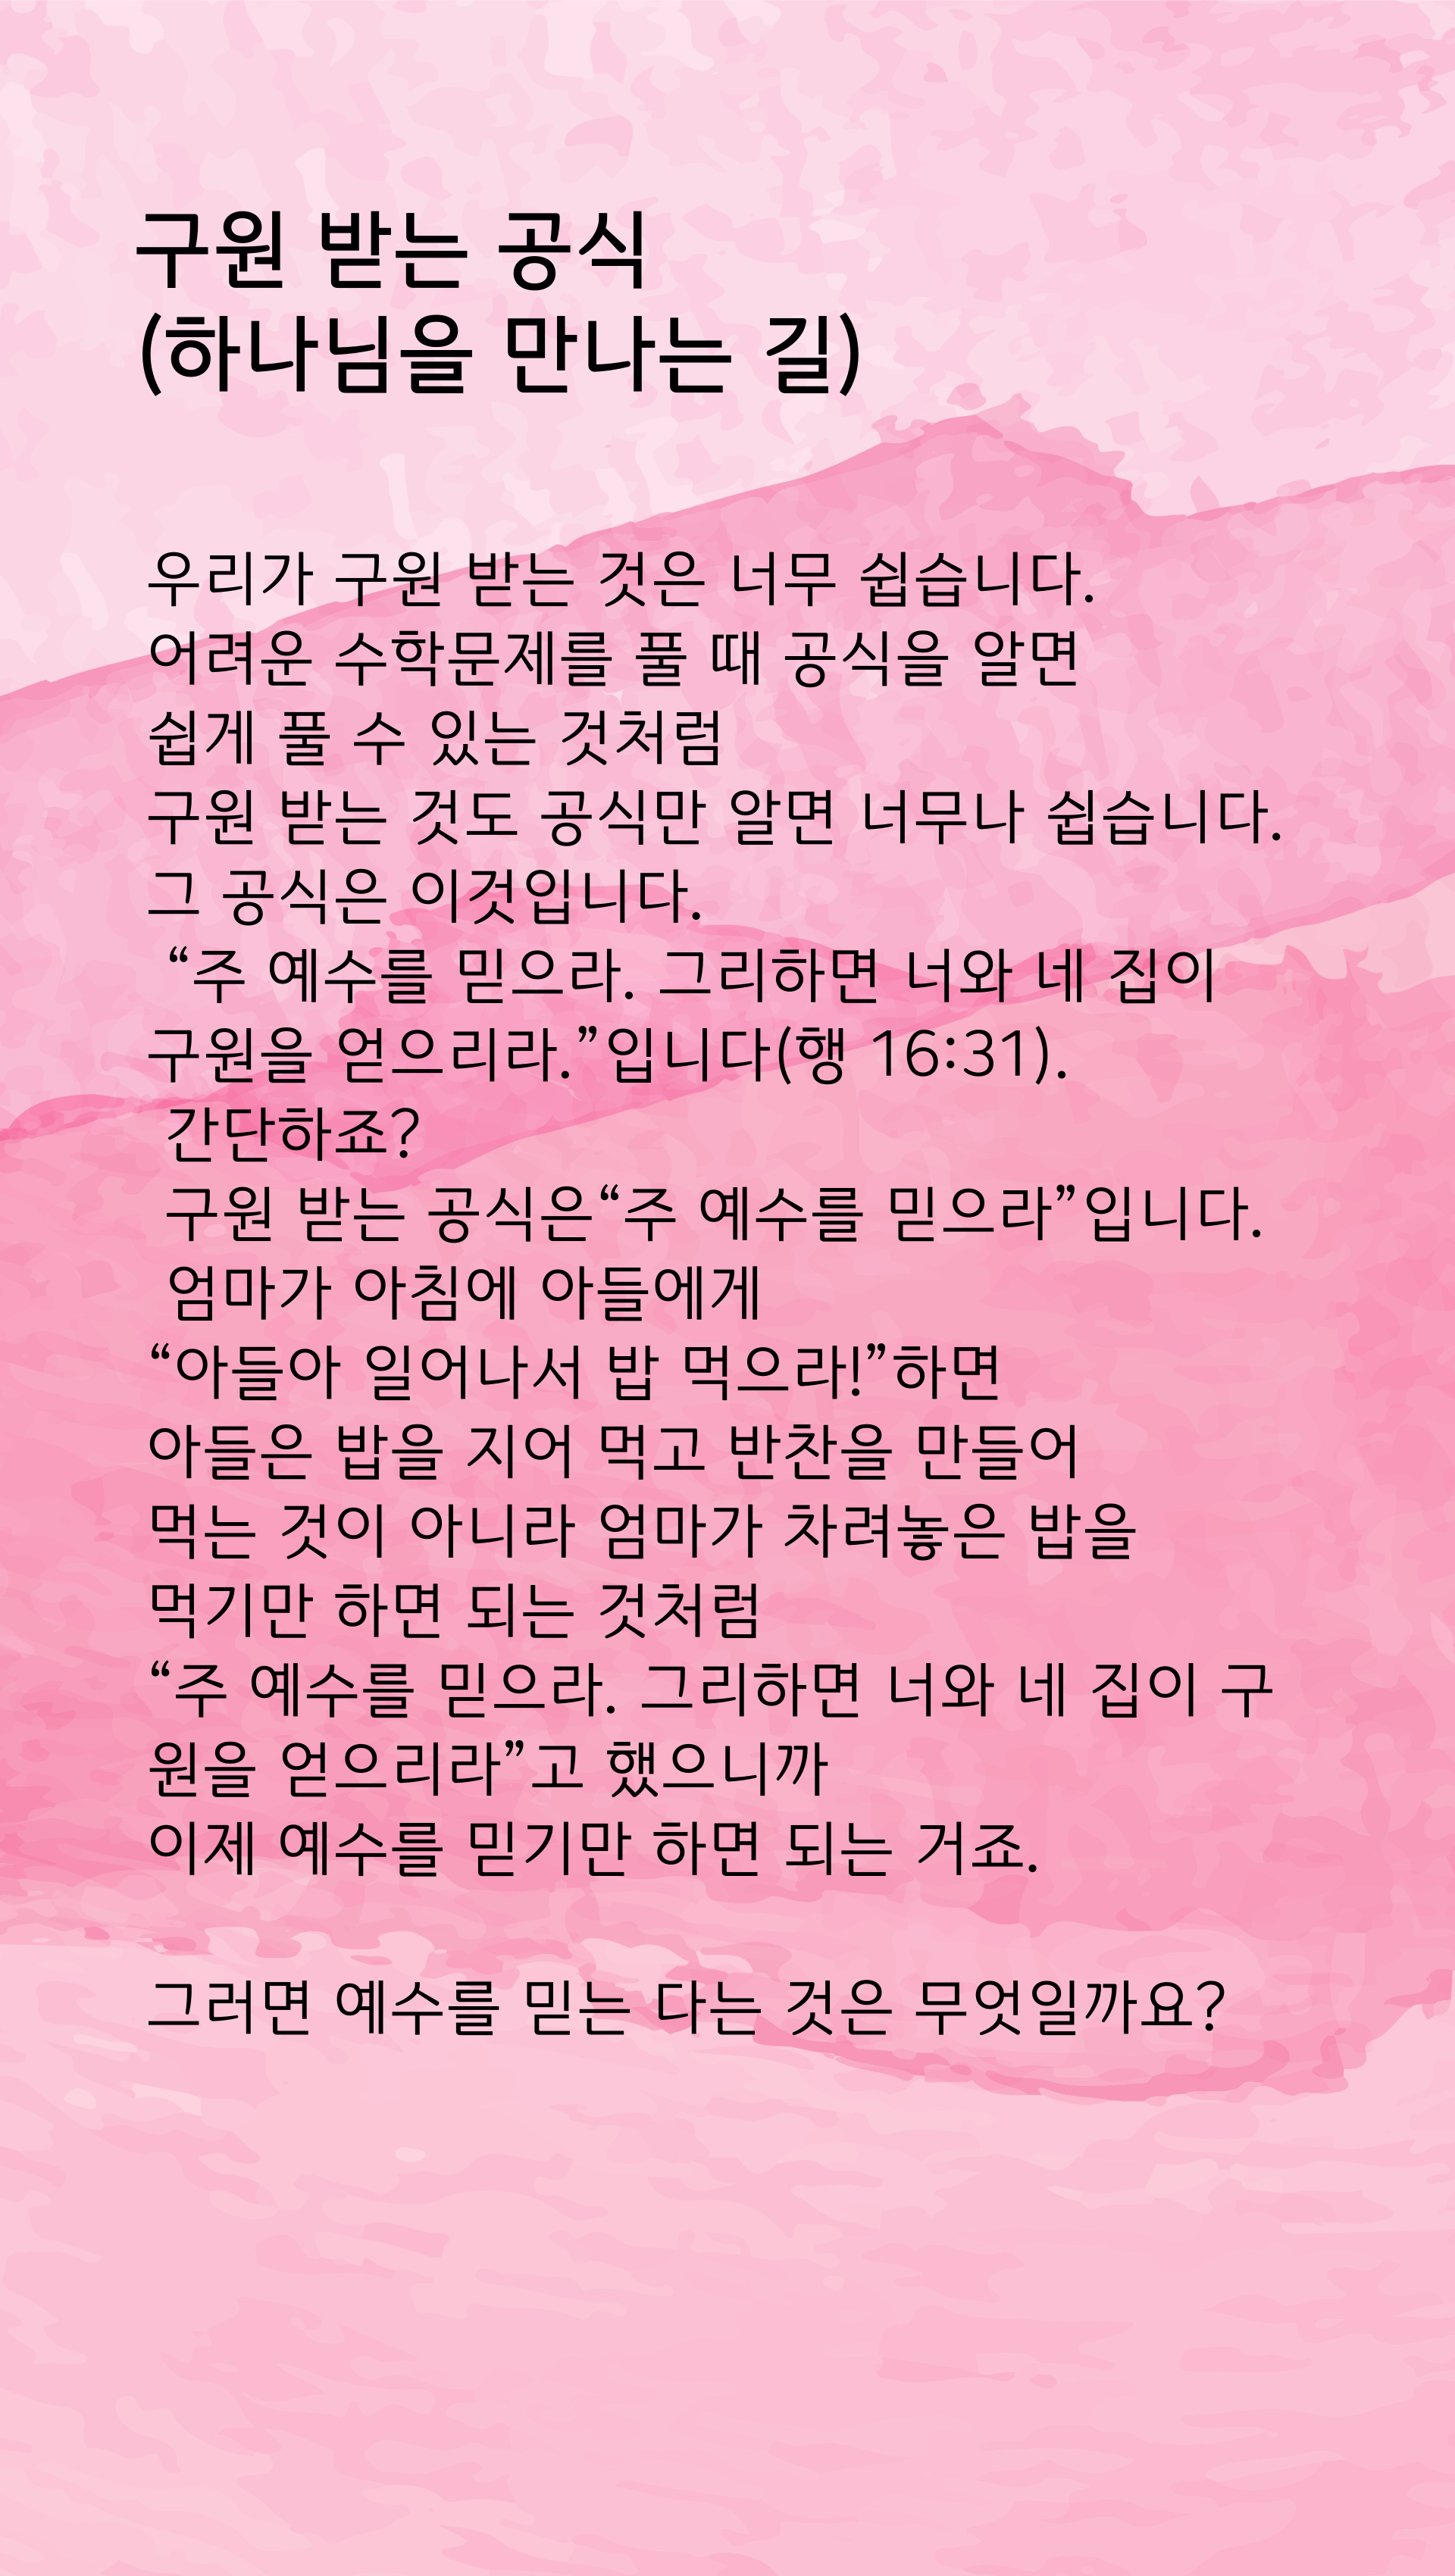 구원 받는 공식
(하나님을 만나는 길)
우리가 구원 받는 것은 너무 쉽습니다.
어려운 수학문제를 풀 때 공식을 알면
쉽게 풀 수 있는 것처럼
구원 받는 것도 공식만 알면 너무나 쉽습니다.
그 공식은 이것입니다.
“주 예수를 믿으라. 그리하면 너와 네 집이
구원을 얻으리라.”입니다(행 16:31).
간단하죠?
구원 받는 공식은“주 예수를 믿으라”입니다.
엄마가 아침에 아들에게
“아들아 일어나서 밥 먹으라!”하면
아들은 밥을 지어 먹고 반찬을 만들어
먹는 것이 아니라 엄마가 차려놓은 밥을
먹기만 하면 되는 것처럼
“주 예수를 믿으라. 그리하면 너와 네 집이 구
원을 얻으리라”고 했으니까
이제 예수를 믿기만 하면 되는 거죠.
그러면 예수를 믿는 다는 것은 무엇일까요?